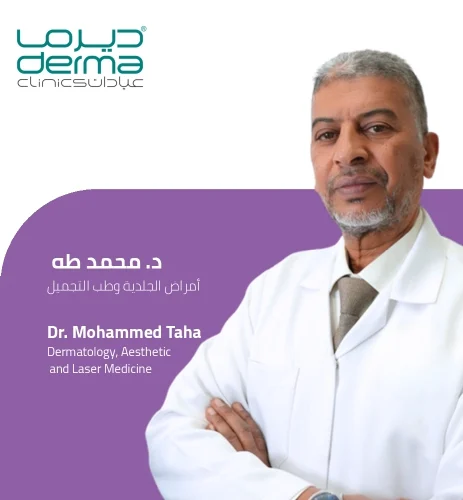 ديرما®
derma
clinicsعيادات
د. محمد طه
أمراض الجلدية وطب التجميل
Dr. Mohammed Taha
Dermatology, Aesthetic
and Laser Medicine